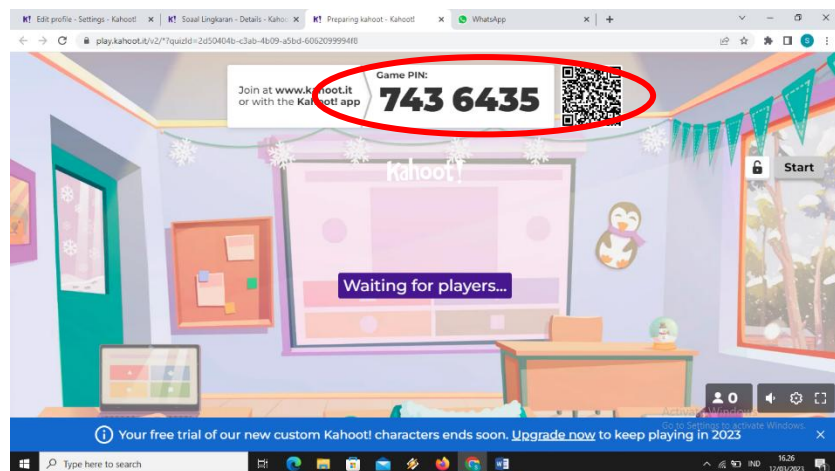 Edit profile - Settings - Kahoot!
Soaal Lingkaran - Details - Kahoo
Preparing kahoot - Kahoot!
WhatsApp
play.kahoot.it/v2/*?quizId=2d50404b-c3ab-4b09-a5bd-6062099994f8
S
Join at www.kahoot.it
or with the Kahoot! app
Game PIN:
743 6435
Kahoot!
Start
Waiting for players...
0
Activate Windows
Go to Settings to activate Windows.
Your free trial of our new custom Kahoot! characters ends soon. Upgrade now to keep playing in 2023
Type here to search
IND
16.26
12/03/2023